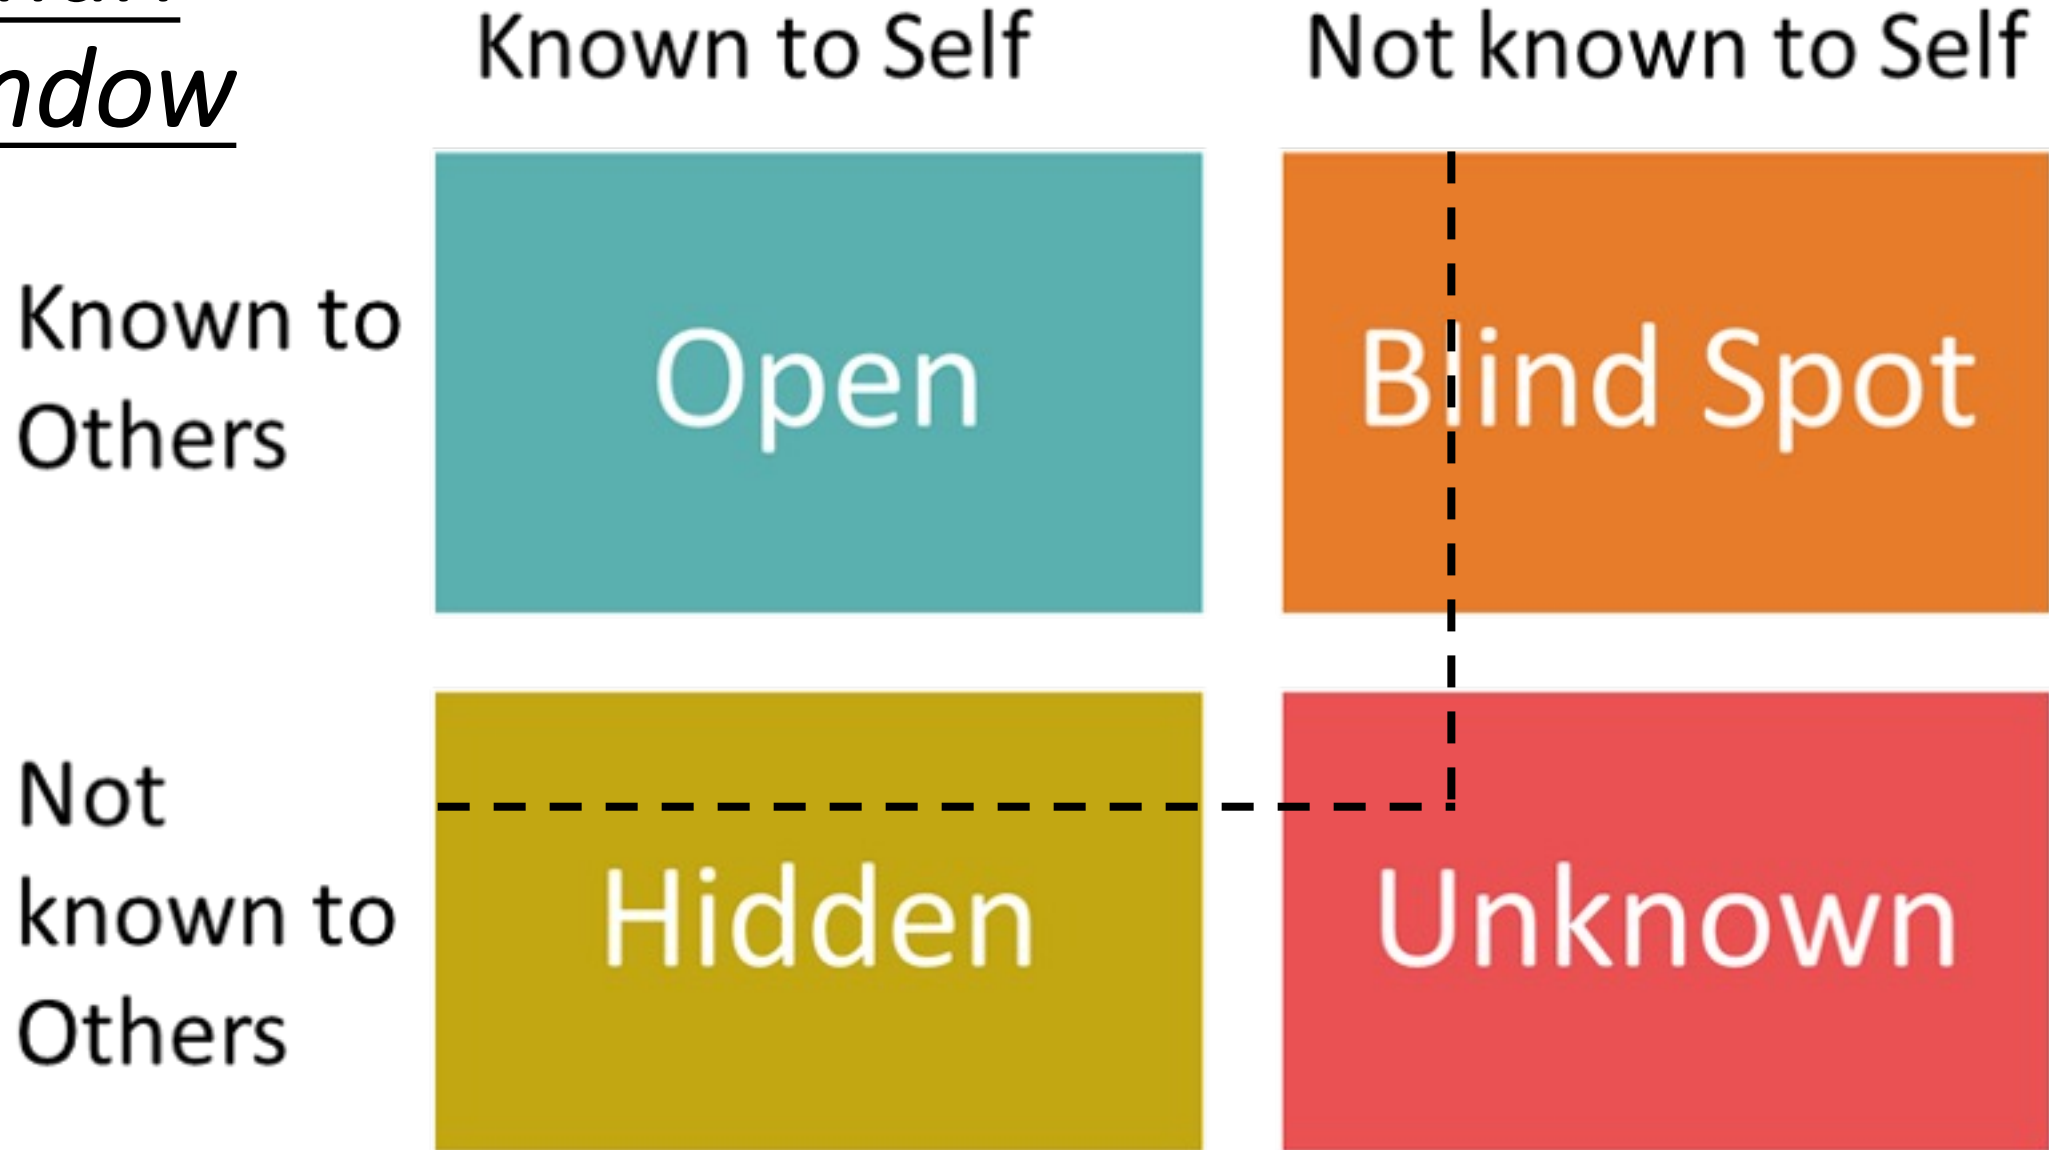 Known to Self
Not known to Self
Known to
Others
Open
Blind Spot
Not
known to
Others
Hidden
Unknown